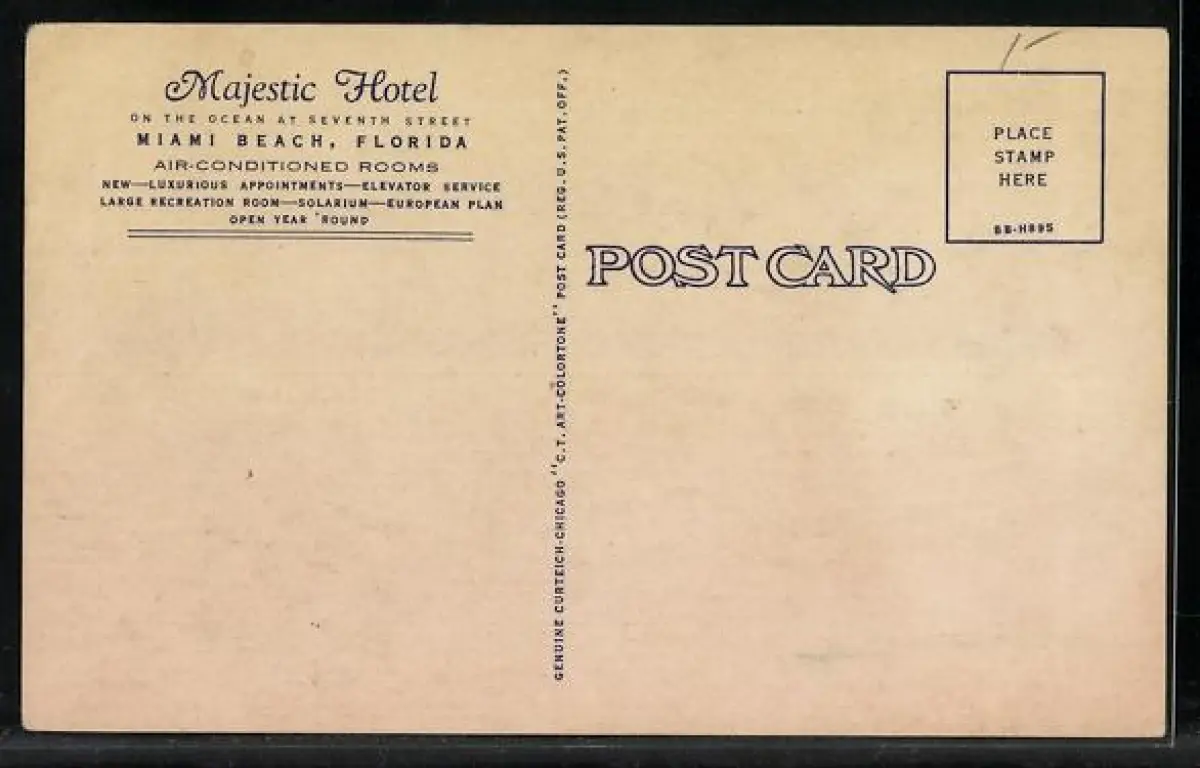 Majestic Hotel
ON THE OCEAN AT SEVENTH STREET
MIAMI BEACH, FLORIDA
AIR-CONDITIONED ROOMS
NEW—LUXURIOUS APPOINTMENTS—ELEVATOR SERVICE
LARGE RECREATION ROOM—SOLARIUM—EUROPEAN PLAN
OPEN YEAR 'ROUND
GENUINE CURTEICH-CHICAGO "C.T. ART-COLORTONE" POST CARD (REG. U.S. PAT. OFF.)
POST CARD
PLACE
STAMP
HERE
6B-H895